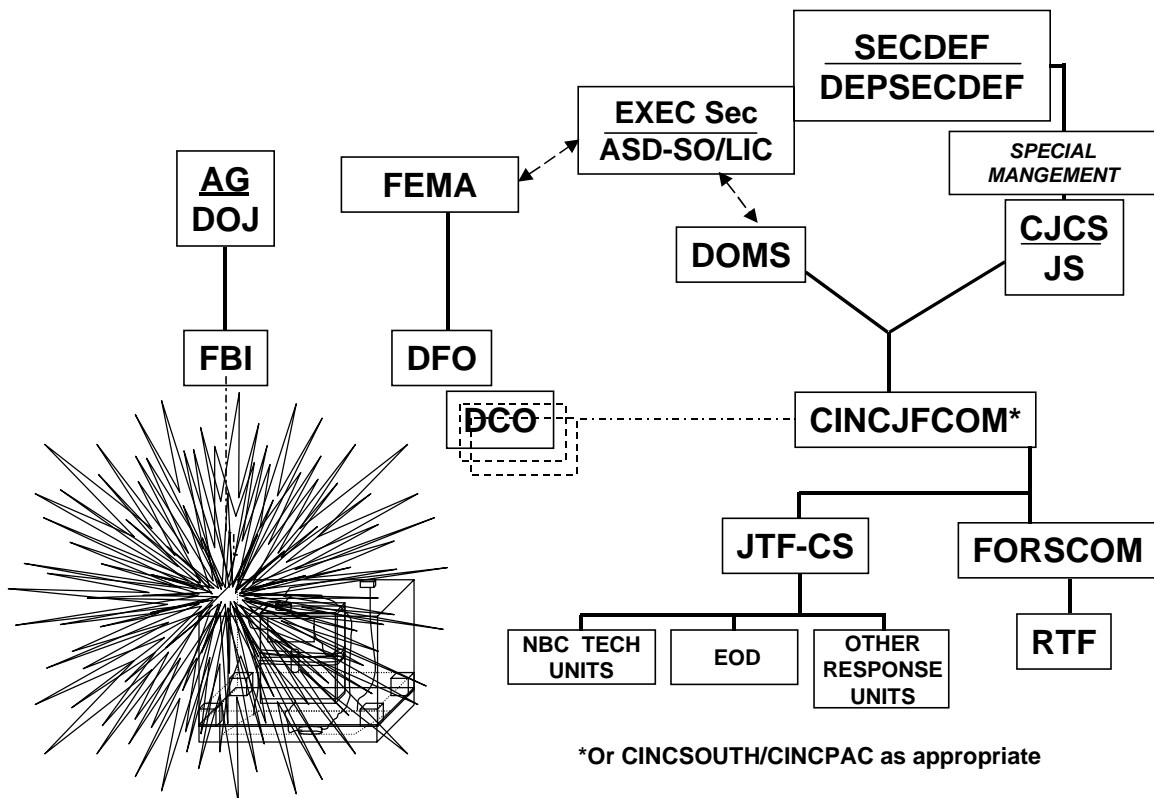 SECDEF
DEPSECDEF
EXEC Sec
ASD-SO/LIC
SPECIAL
MANGEMENT
AG
DOJ
FEMA
DOMS
CJCS
JS
FBI
DFO
DCO
CINCJFCOM*
JTF-CS
FORSCOM
NBC TECH
UNITS
EOD
OTHER
RESPONSE
UNITS
RTF
*Or CINCSOUTH/CINCPAC as appropriate